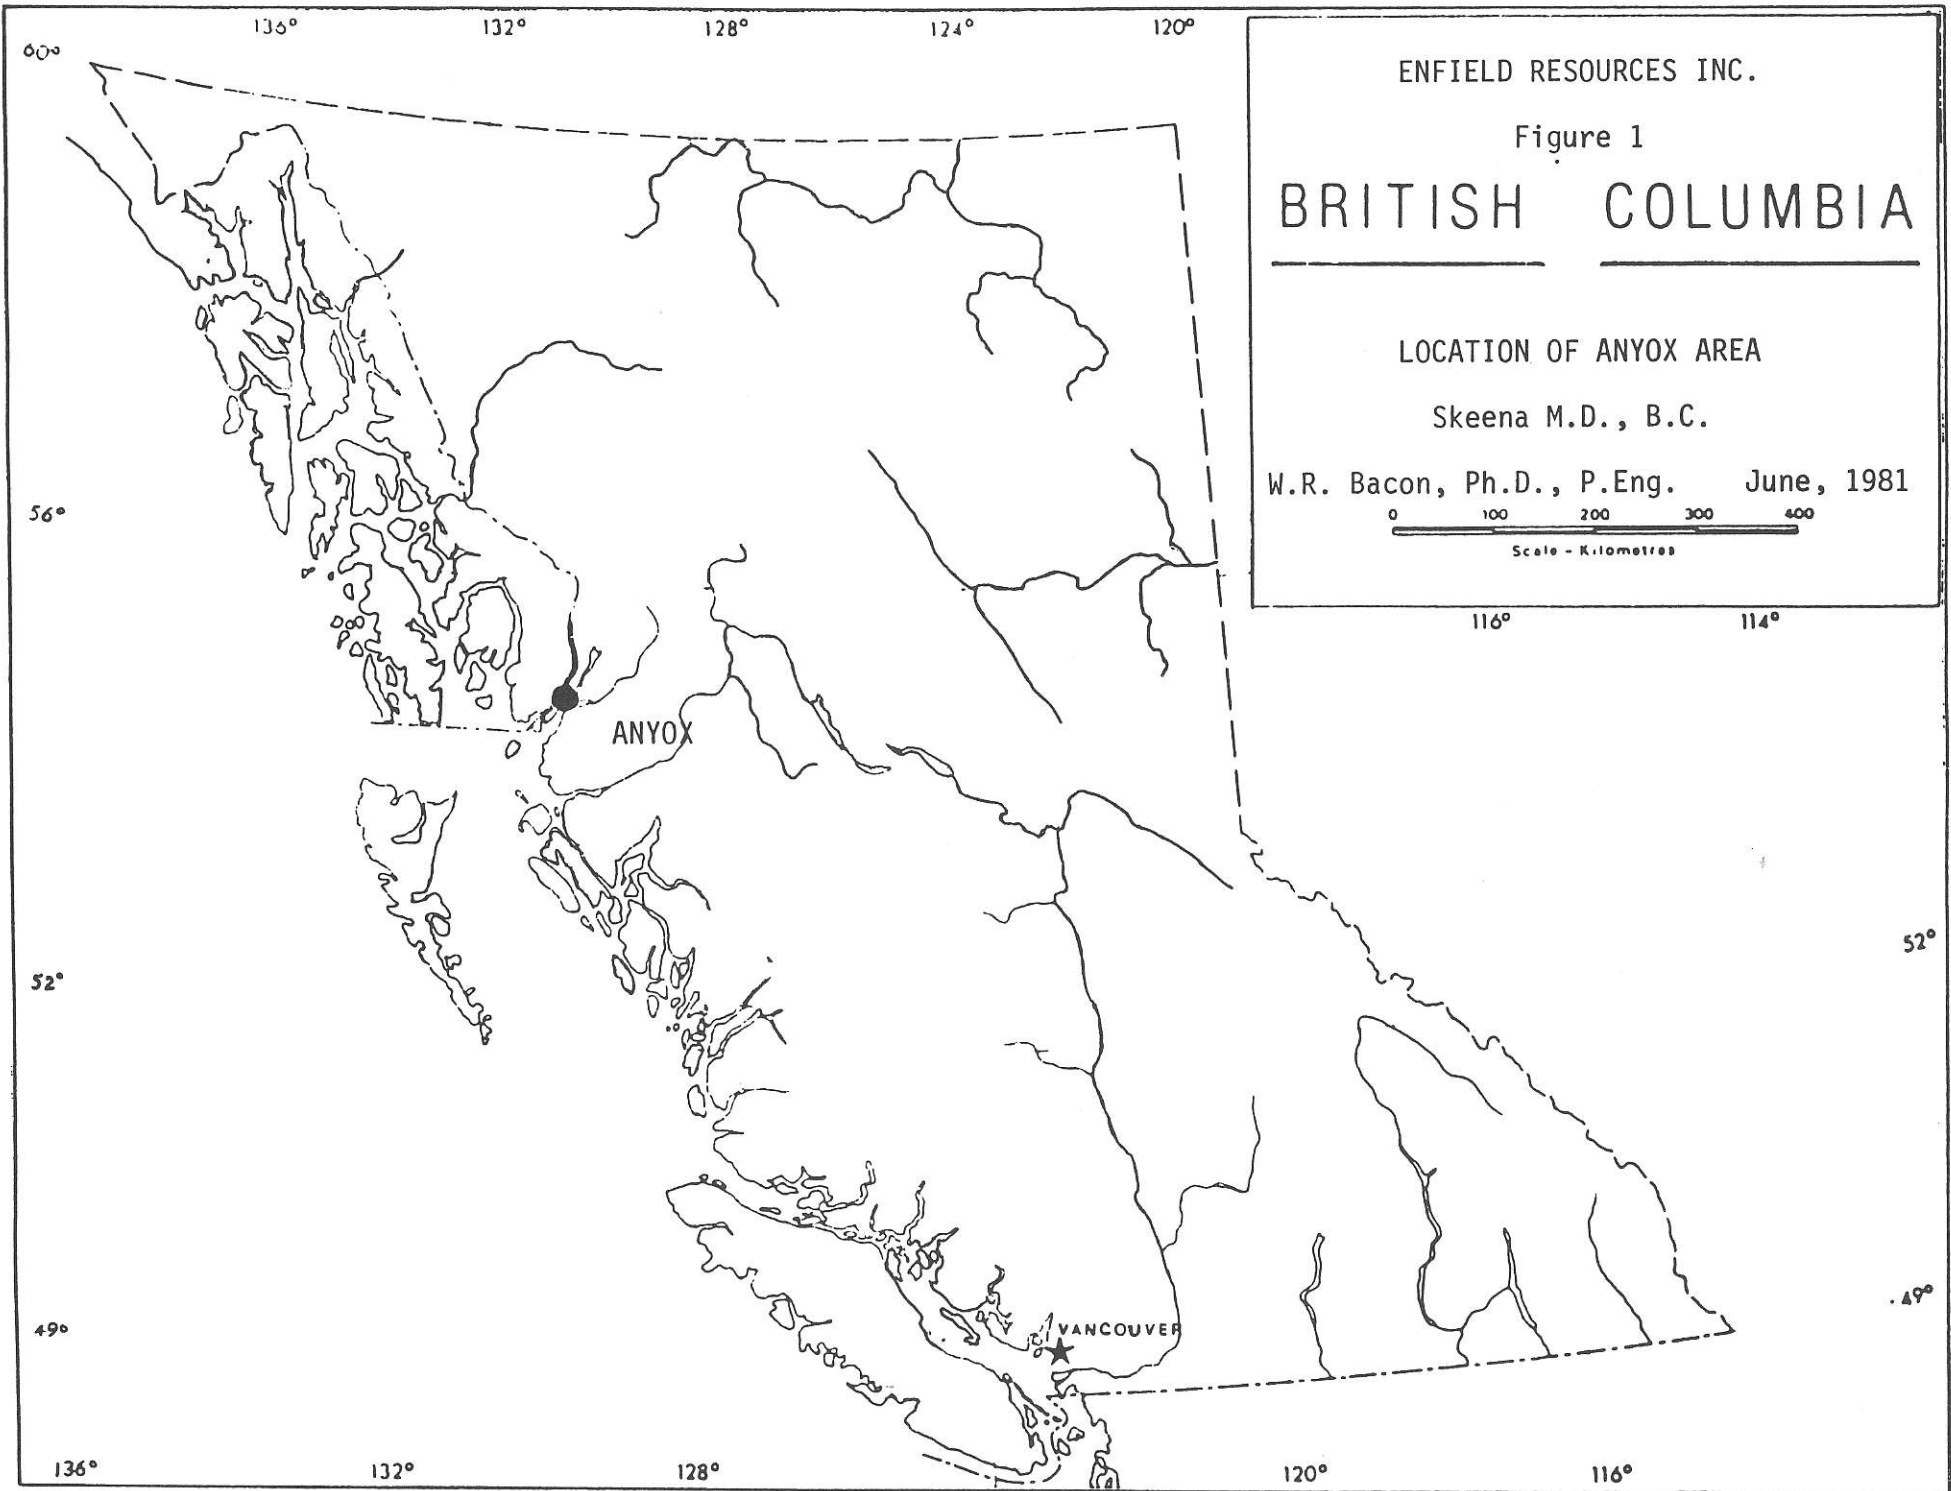 136° 132° 128° 124° 120°
60°
ENFIELD RESOURCES INC.
Figure 1
BRITISH COLUMBIA
LOCATION OF ANYOX AREA
Skeena M.D., B.C.
W.R. Bacon, Ph.D., P.Eng. June, 1981
0 100 200 300 400
Scale - Kilometres
56°
116° 114°
ANYOX
52°
52°
49°
49°
VANCOUVER
136° 132° 128° 120° 116°